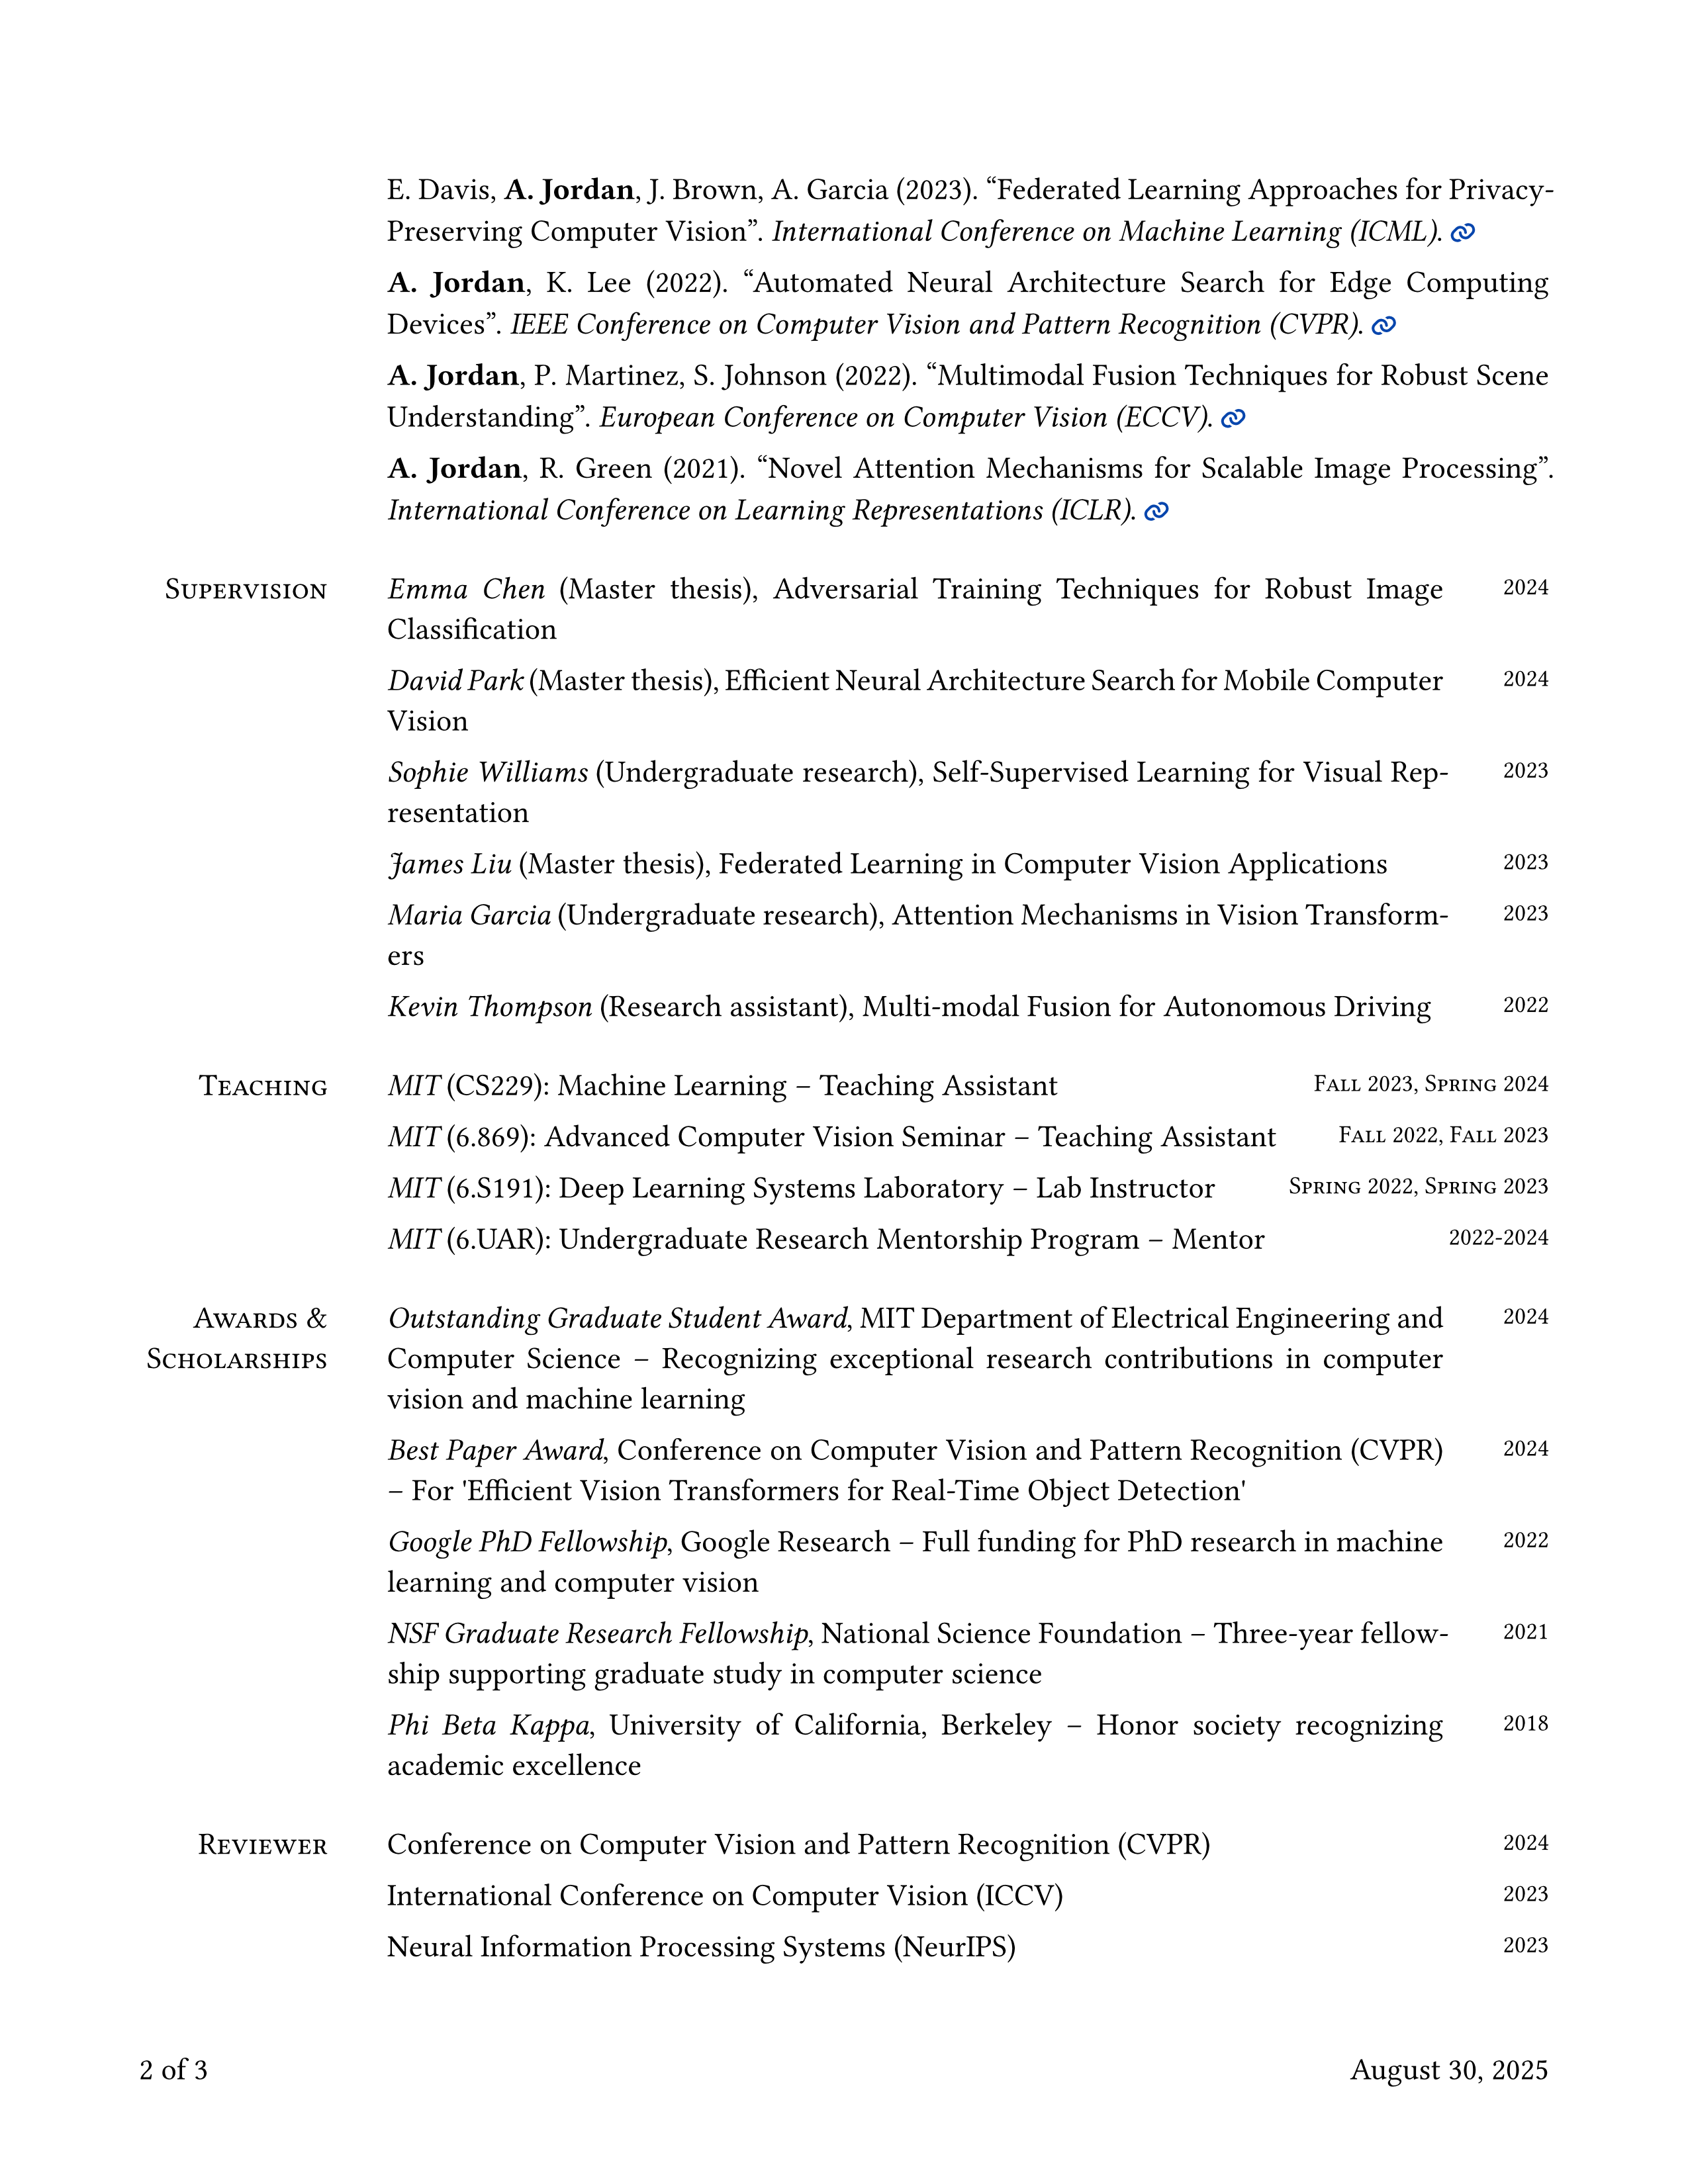 E. Davis, A. Jordan, J. Brown, A. Garcia (2023). “Federated Learning Approaches for Privacy-
Preserving Computer Vision”. International Conference on Machine Learning (ICML).
A. Jordan, K. Lee (2022). “Automated Neural Architecture Search for Edge Computing
Devices”. IEEE Conference on Computer Vision and Pattern Recognition (CVPR).
A. Jordan, P. Martinez, S. Johnson (2022). “Multimodal Fusion Techniques for Robust Scene
Understanding”. European Conference on Computer Vision (ECCV).
A. Jordan, R. Green (2021). “Novel Attention Mechanisms for Scalable Image Processing”.
International Conference on Learning Representations (ICLR).
Supervision Emma Chen (Master thesis), Adversarial Training Techniques for Robust Image 2024
Classification
David Park (Master thesis), Efficient Neural Architecture Search for Mobile Computer 2024
Vision
Sophie Williams (Undergraduate research), Self-Supervised Learning for Visual Rep- 2023
resentation
James Liu (Master thesis), Federated Learning in Computer Vision Applications 2023
Maria Garcia (Undergraduate research), Attention Mechanisms in Vision Transform- 2023
ers
Kevin Thompson (Research assistant), Multi-modal Fusion for Autonomous Driving 2022
Teaching MIT (CS229): Machine Learning – Teaching Assistant Fall 2023, Spring 2024
MIT (6.869): Advanced Computer Vision Seminar – Teaching Assistant Fall 2022, Fall 2023
MIT (6.S191): Deep Learning Systems Laboratory – Lab Instructor Spring 2022, Spring 2023
MIT (6.UAR): Undergraduate Research Mentorship Program – Mentor 2022-2024
Awards & Outstanding Graduate Student Award, MIT Department of Electrical Engineering and 2024
Scholarships Computer Science – Recognizing exceptional research contributions in computer
vision and machine learning
Best Paper Award, Conference on Computer Vision and Pattern Recognition (CVPR) 2024
– For 'Efficient Vision Transformers for Real-Time Object Detection'
Google PhD Fellowship, Google Research – Full funding for PhD research in machine 2022
learning and computer vision
NSF Graduate Research Fellowship, National Science Foundation – Three-year fellow- 2021
ship supporting graduate study in computer science
Phi Beta Kappa, University of California, Berkeley – Honor society recognizing 2018
academic excellence
Reviewer Conference on Computer Vision and Pattern Recognition (CVPR) 2024
International Conference on Computer Vision (ICCV) 2023
Neural Information Processing Systems (NeurIPS) 2023
2 of 3 August 30, 2025